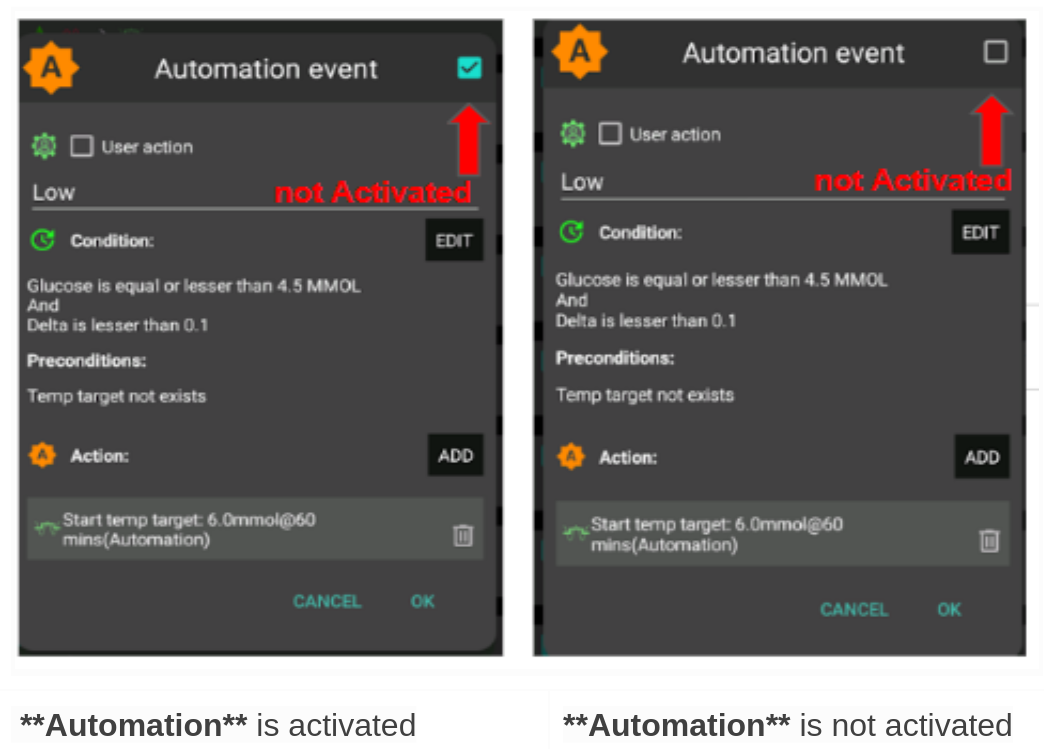 A Automation event
User action
Low
not Activated
Condition:
EDIT
Glucose is equal or lesser than 4.5 MMOL
And
Delta is lesser than 0.1
Preconditions:
Temp target not exists
A Action:
ADD
Start temp target: 6.0mmol@60
mins(Automation)
CANCEL OK
**Automation** is activated
A Automation event
User action
Low
not Activated
Condition:
EDIT
Glucose is equal or lesser than 4.5 MMOL
And
Delta is lesser than 0.1
Preconditions:
Temp target not exists
A Action:
ADD
Start temp target: 6.0mmol@60
mins(Automation)
CANCEL OK
**Automation** is not activated